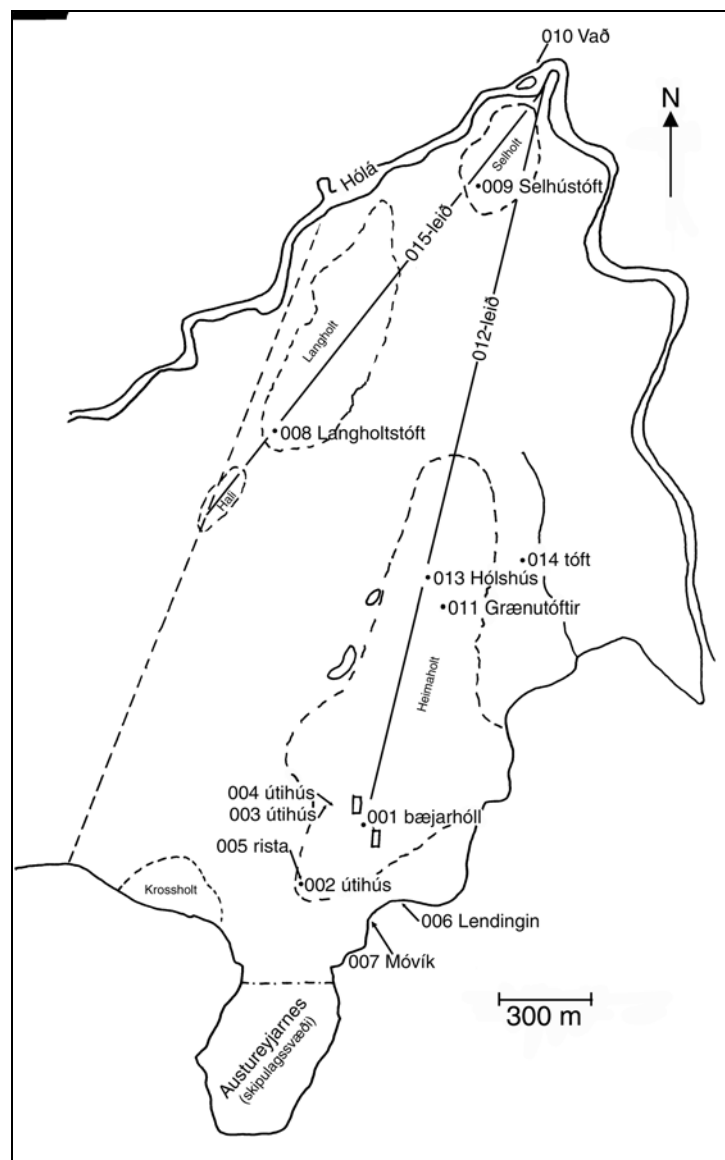 010 Vað
N
Hólá
Selholt
009 Selhústóft
015-leið
012-leið
Langholt
008 Langholtstóft
Hali
014 tóft
013 Hólshús
011 Grænutóftir
Heimaholt
004 útihús
003 útihús
001 bæjarhóll
005 rista
002 útihús
Krossholt
006 Lendingin
007 Móvík
300 m
Austureyjarnes
(skipulagssvæði)